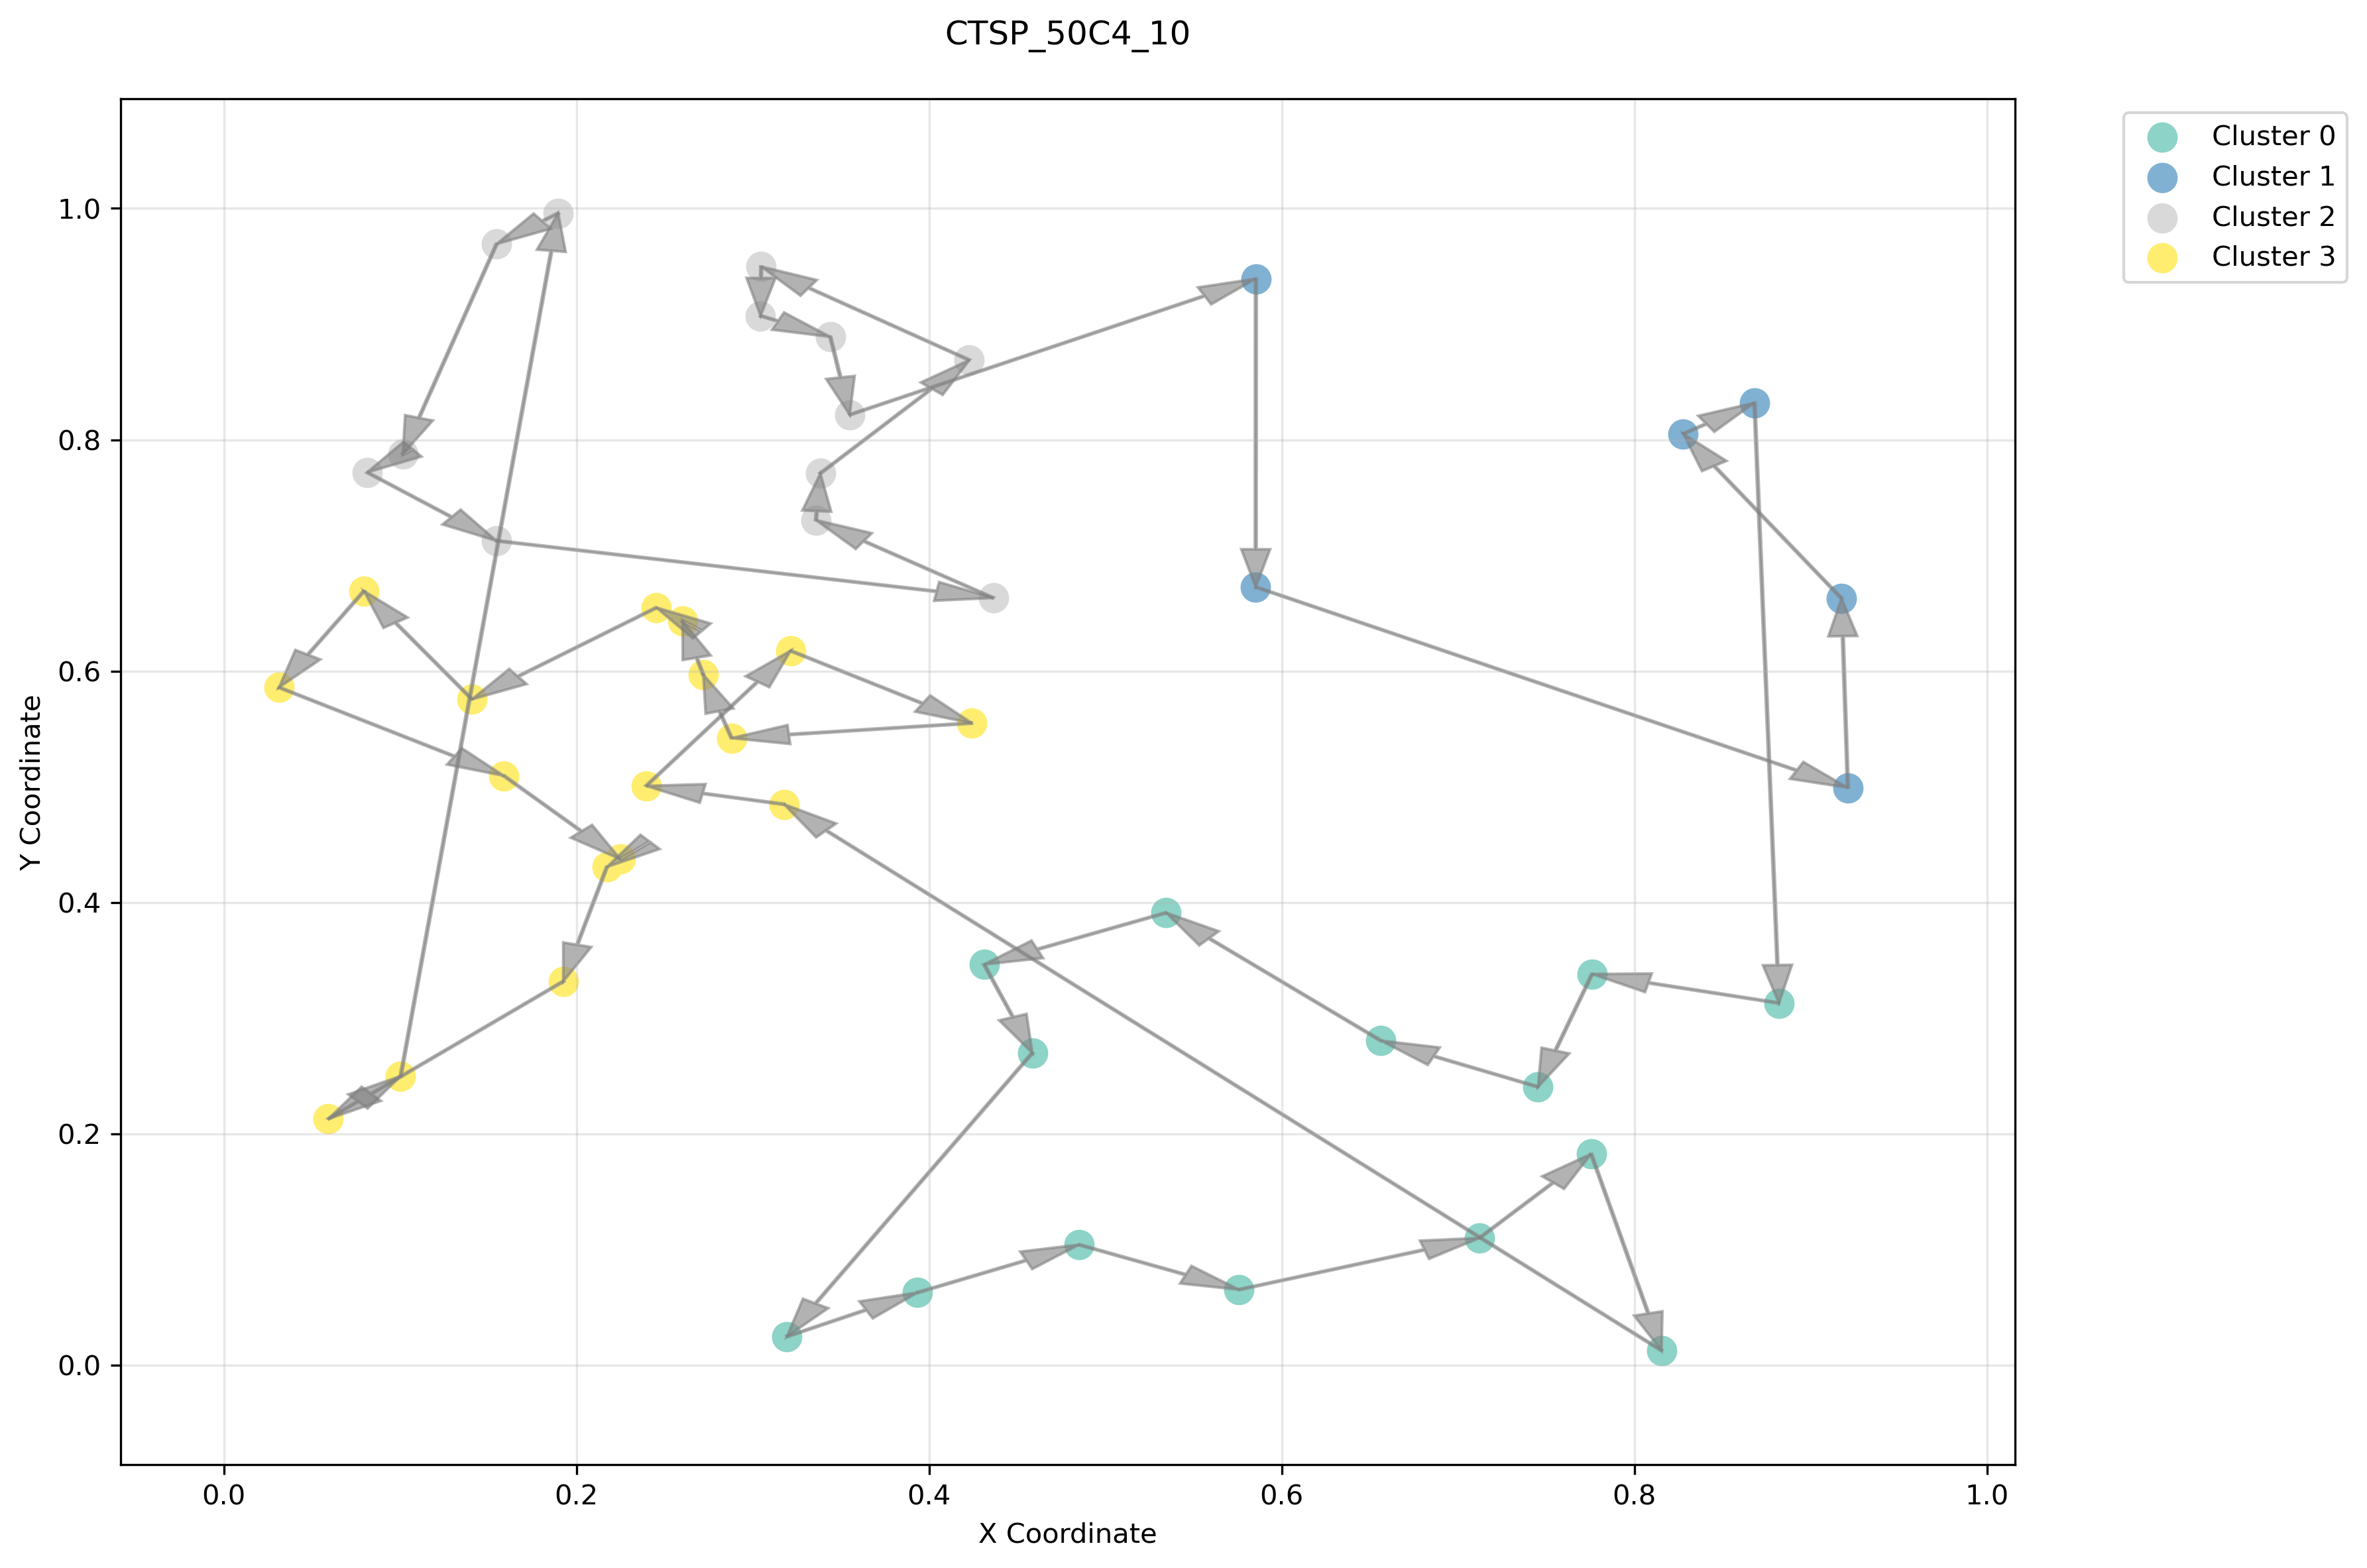 CTSP_50C4_10
Cluster 0
Cluster 1
Cluster 2
Cluster 3
1.0
0.8
0.6
0.4
0.2
0.0
Y Coordinate
0.0 0.2 0.4 0.6 0.8 1.0
X Coordinate